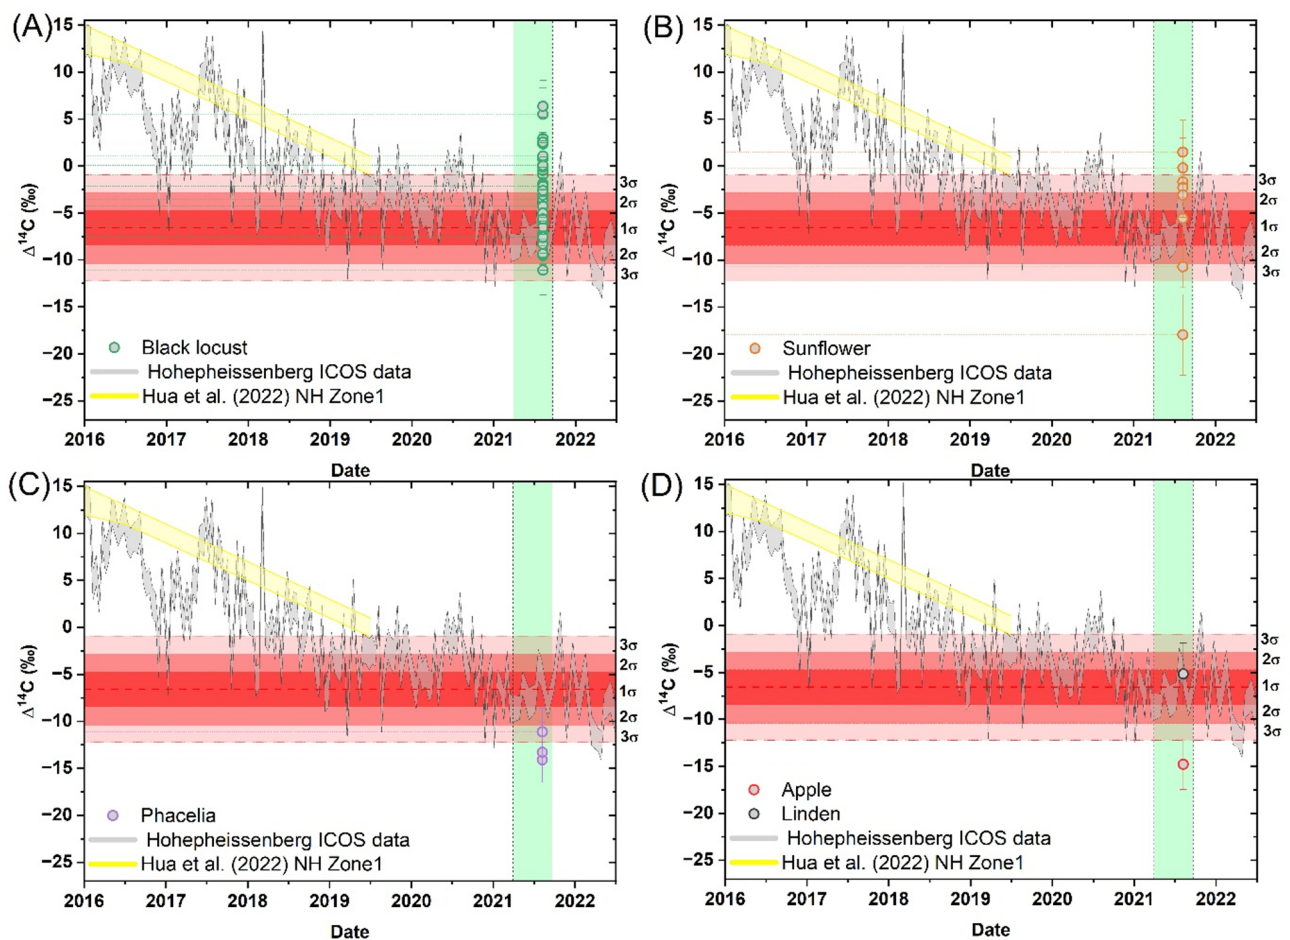 (A)
15
10
5
0
−5
−10
−15
−20
−25
Δ¹⁴C (‰)
3σ
2σ
1σ
2σ
3σ
Black locust
Hohepheissenberg ICOS data
Hua et al. (2022) NH Zone1
2016 2017 2018 2019 2020 2021 2022
Date
(B)
15
10
5
0
−5
−10
−15
−20
−25
Δ¹⁴C (‰)
3σ
2σ
1σ
2σ
3σ
Sunflower
Hohepheissenberg ICOS data
Hua et al. (2022) NH Zone1
2016 2017 2018 2019 2020 2021 2022
Date
(C)
15
10
5
0
−5
−10
−15
−20
−25
Δ¹⁴C (‰)
3σ
2σ
1σ
2σ
3σ
Phacelia
Hohepheissenberg ICOS data
Hua et al. (2022) NH Zone1
2016 2017 2018 2019 2020 2021 2022
Date
(D)
15
10
5
0
−5
−10
−15
−20
−25
Δ¹⁴C (‰)
3σ
2σ
1σ
2σ
3σ
Apple
Linden
Hohepheissenberg ICOS data
Hua et al. (2022) NH Zone1
2016 2017 2018 2019 2020 2021 2022
Date